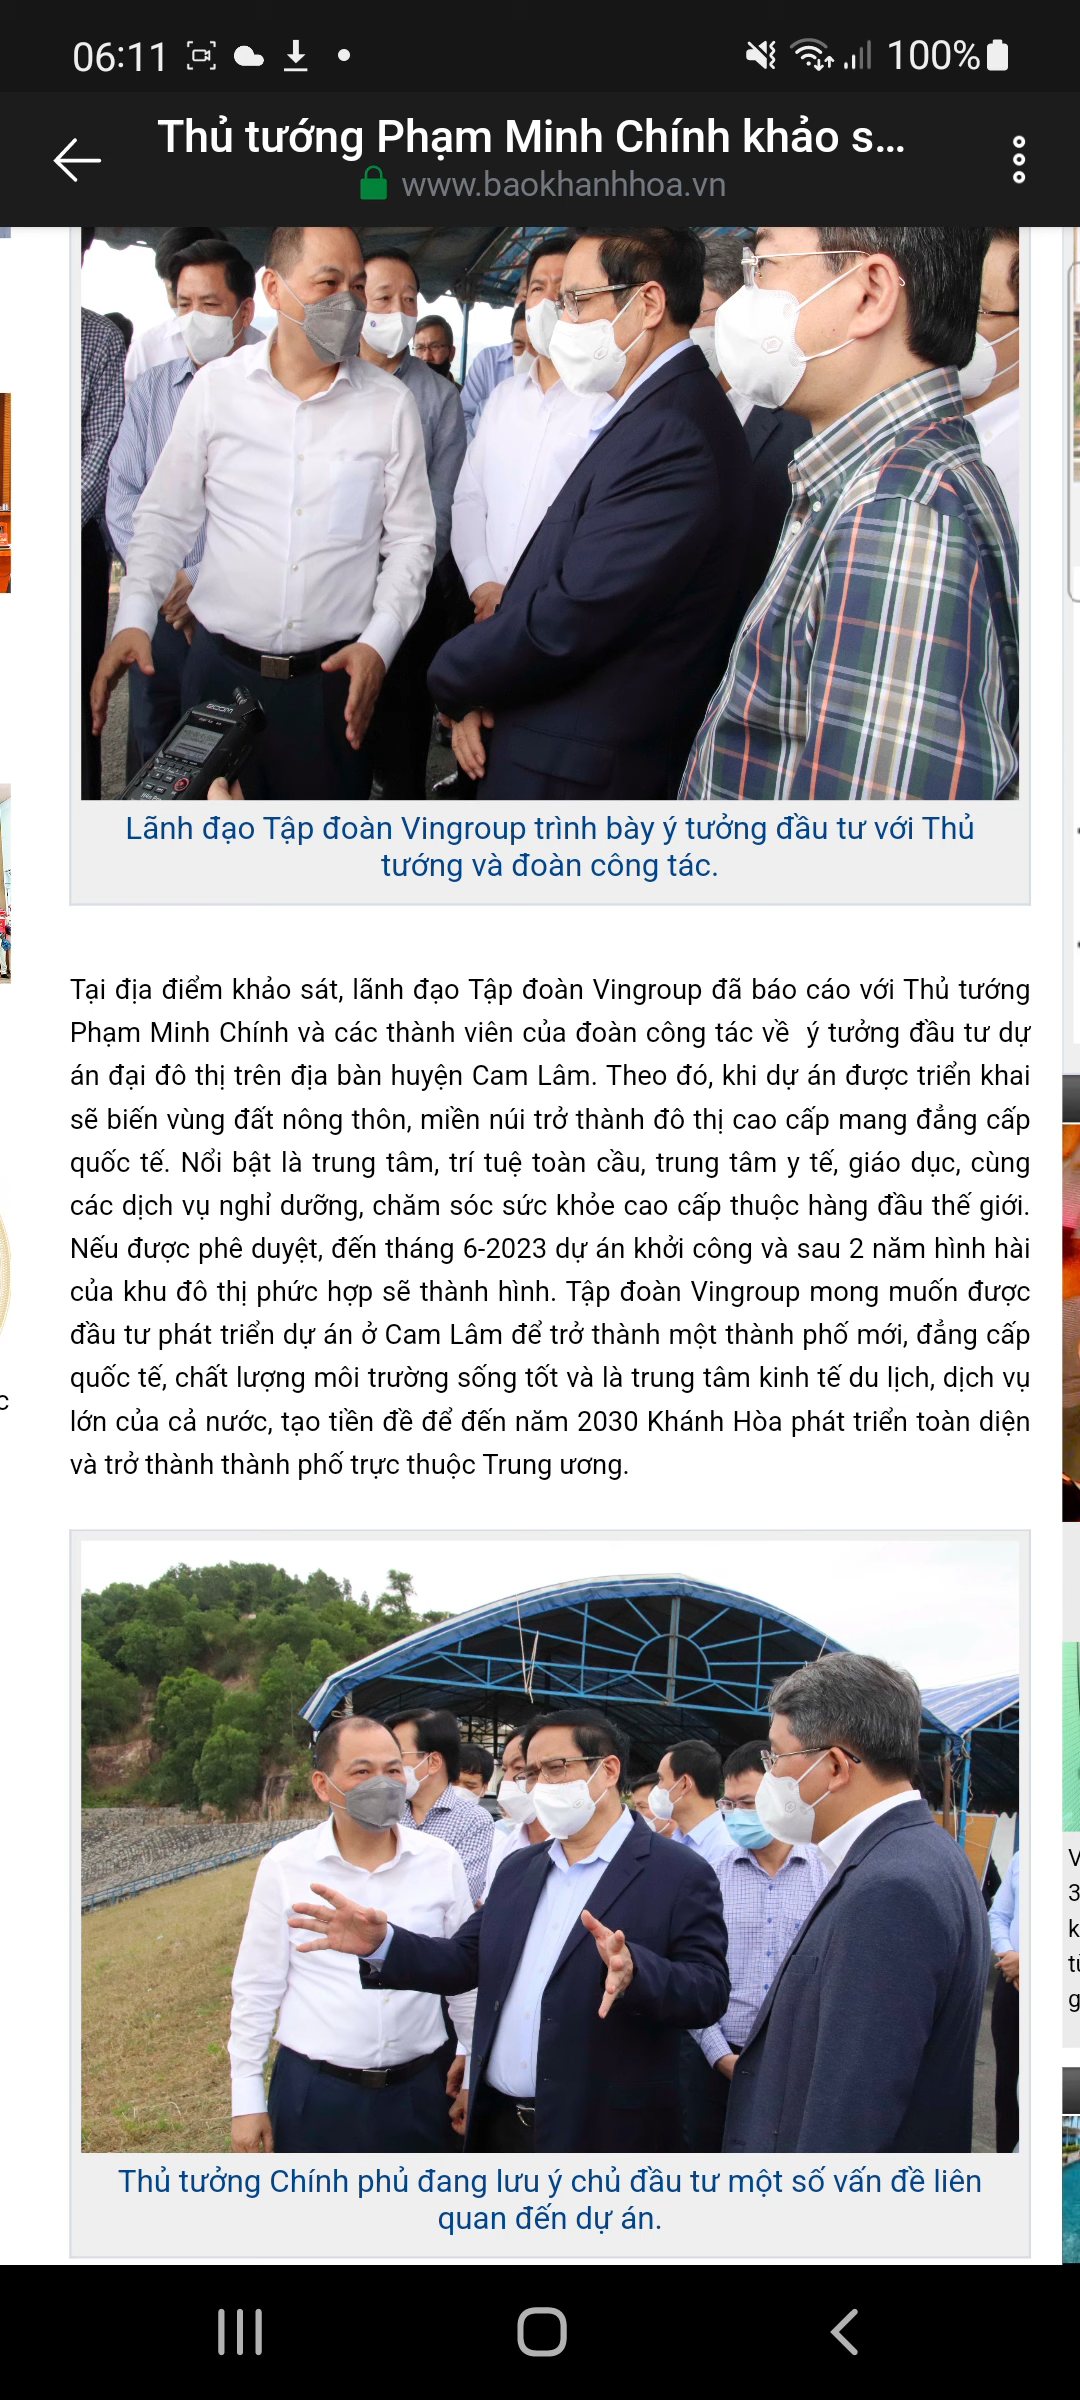 06:11
100%
Thủ tướng Phạm Minh Chính khảo s...
www.baokhanhhoa.vn
zoom
Lãnh đạo Tập đoàn Vingroup trình bày ý tưởng đầu tư với Thủ
tướng và đoàn công tác.
Tại địa điểm khảo sát, lãnh đạo Tập đoàn Vingroup đã báo cáo với Thủ tướng
Phạm Minh Chính và các thành viên của đoàn công tác về ý tưởng đầu tư dự
án đại đô thị trên địa bàn huyện Cam Lâm. Theo đó, khi dự án được triển khai
sẽ biến vùng đất nông thôn, miền núi trở thành đô thị cao cấp mang đẳng cấp
quốc tế. Nổi bật là trung tâm, trí tuệ toàn cầu, trung tâm y tế, giáo dục, cùng
các dịch vụ nghỉ dưỡng, chăm sóc sức khỏe cao cấp thuộc hàng đầu thế giới.
Nếu được phê duyệt, đến tháng 6-2023 dự án khởi công và sau 2 năm hình hài
của khu đô thị phức hợp sẽ thành hình. Tập đoàn Vingroup mong muốn được
đầu tư phát triển dự án ở Cam Lâm để trở thành một thành phố mới, đẳng cấp
quốc tế, chất lượng môi trường sống tốt và là trung tâm kinh tế du lịch, dịch vụ
lớn của cả nước, tạo tiền đề để đến năm 2030 Khánh Hòa phát triển toàn diện
và trở thành thành phố trực thuộc Trung ương.
Thủ tưởng Chính phủ đang lưu ý chủ đầu tư một số vấn đề liên
quan đến dự án.